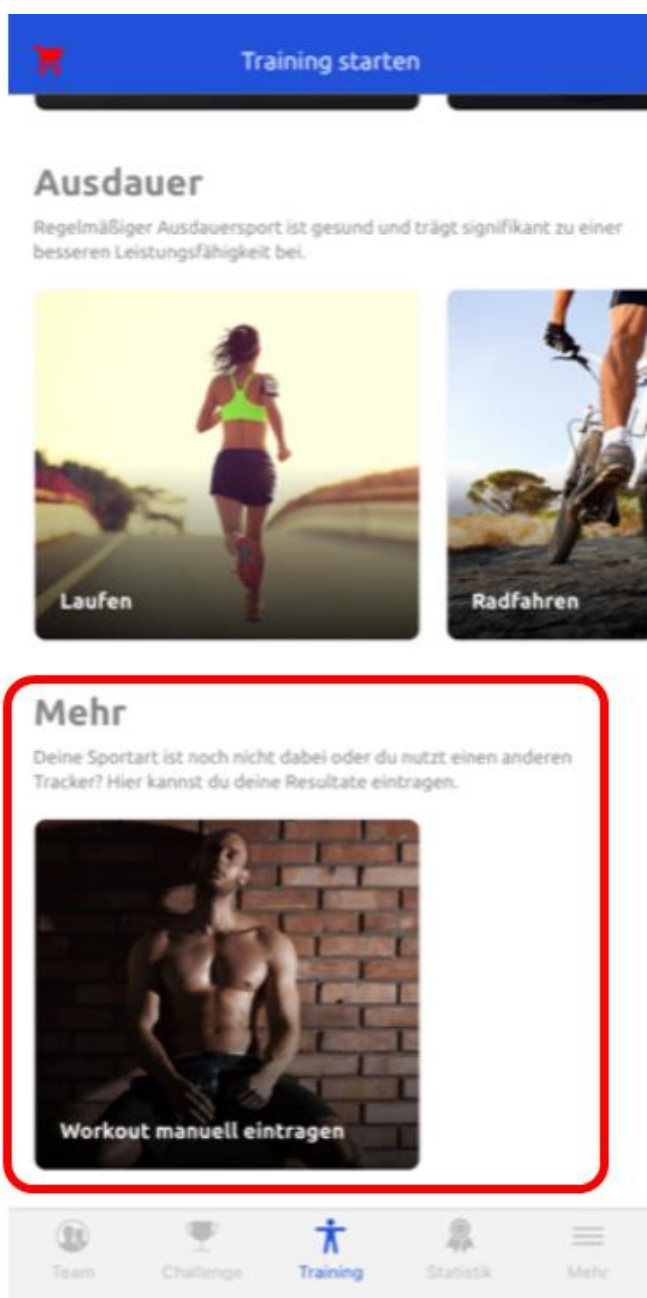 Training starten
Ausdauer
Regelmäßiger Ausdauersport ist gesund und trägt signifikant zu einer
besseren Leistungsfähigkeit bei.
Laufen
Radfahren
Mehr
Deine Sportart ist noch nicht dabei oder du nutzt einen anderen
Tracker? Hier kannst du deine Resultate eintragen.
Workout manuell eintragen
Team Challenge Training Statistik Mehr